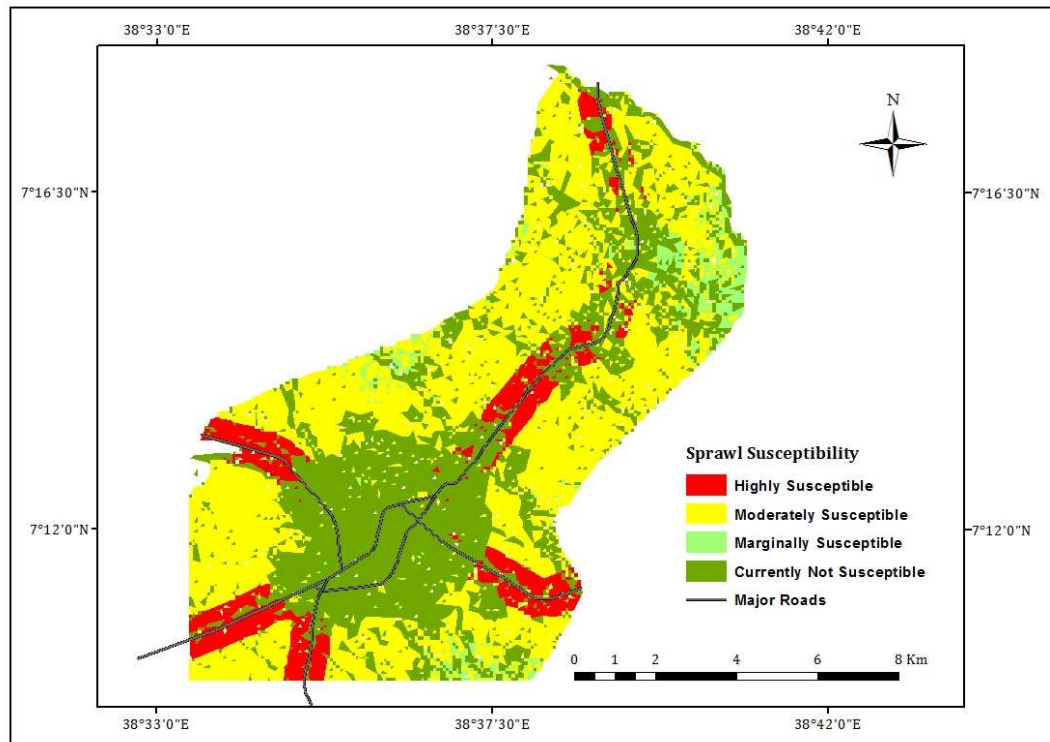 38°33'0"E 38°37'30"E 38°42'0"E
N
7°16'30"N 7°16'30"N
Sprawl Susceptibility
Highly Susceptible
Moderately Susceptible
7°12'0"N 7°12'0"N
Marginally Susceptible
Currently Not Susceptible
Major Roads
0 1 2 4 6 8 Km
38°33'0"E 38°37'30"E 38°42'0"E